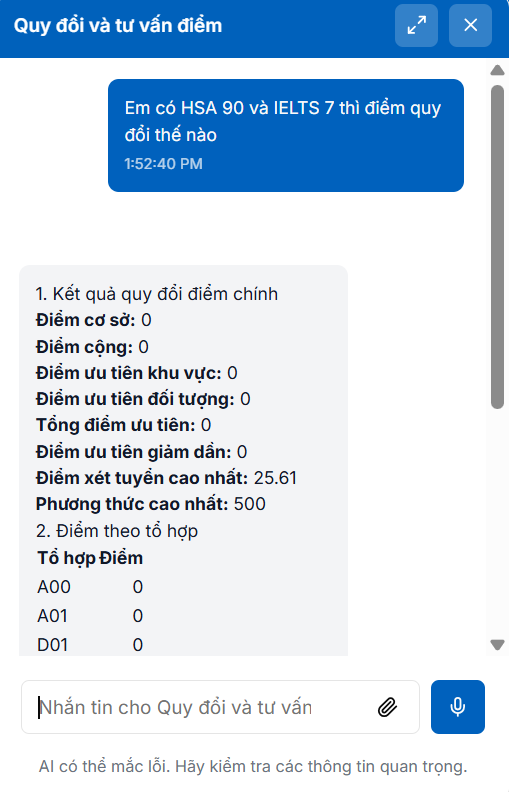 Quy đổi và tư vấn điểm
Em có HSA 90 và IELTS 7 thì điểm quy
đổi thế nào
1:52:40 PM
1. Kết quả quy đổi điểm chính
Điểm cơ sở: 0
Điểm cộng: 0
Điểm ưu tiên khu vực: 0
Điểm ưu tiên đối tượng: 0
Tổng điểm ưu tiên: 0
Điểm ưu tiên giảm dần: 0
Điểm xét tuyển cao nhất: 25.61
Phương thức cao nhất: 500
2. Điểm theo tổ hợp
Tổ hợp Điểm
A00 0
A01 0
D01 0
Nhắn tin cho Quy đổi và tư vấn
AI có thể mắc lỗi. Hãy kiểm tra các thông tin quan trọng.